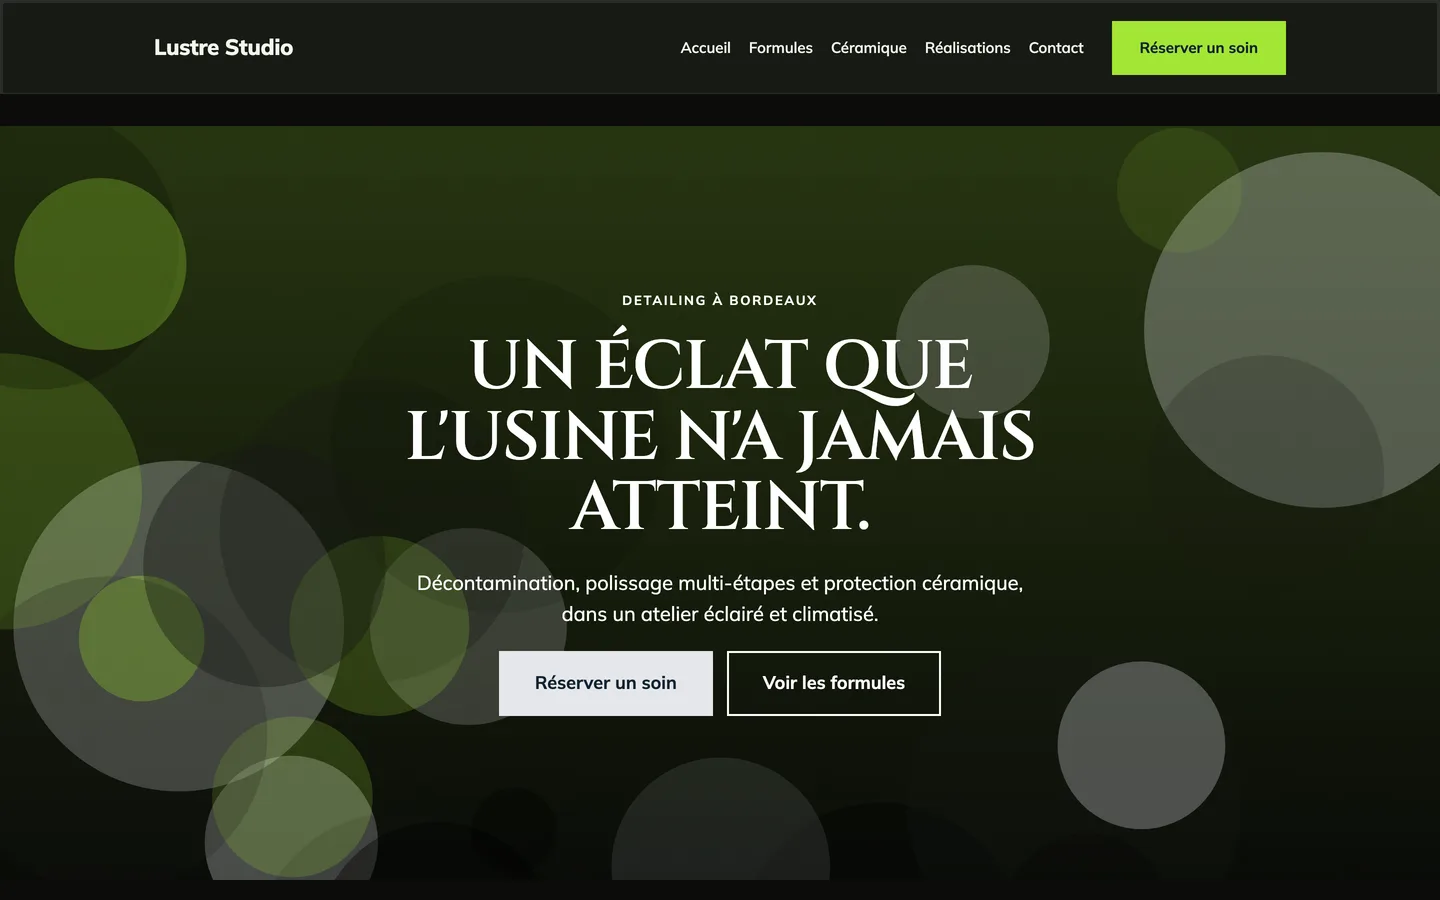 Lustre Studio
Accueil Formules Céramique Réalisations Contact Réserver un soin
DETAILING À BORDEAUX
UN ÉCLAT QUE
L'USINE N'A JAMAIS
ATTEINT.
Décontamination, polissage multi-étapes et protection céramique,
dans un atelier éclairé et climatisé.
Réserver un soin Voir les formules